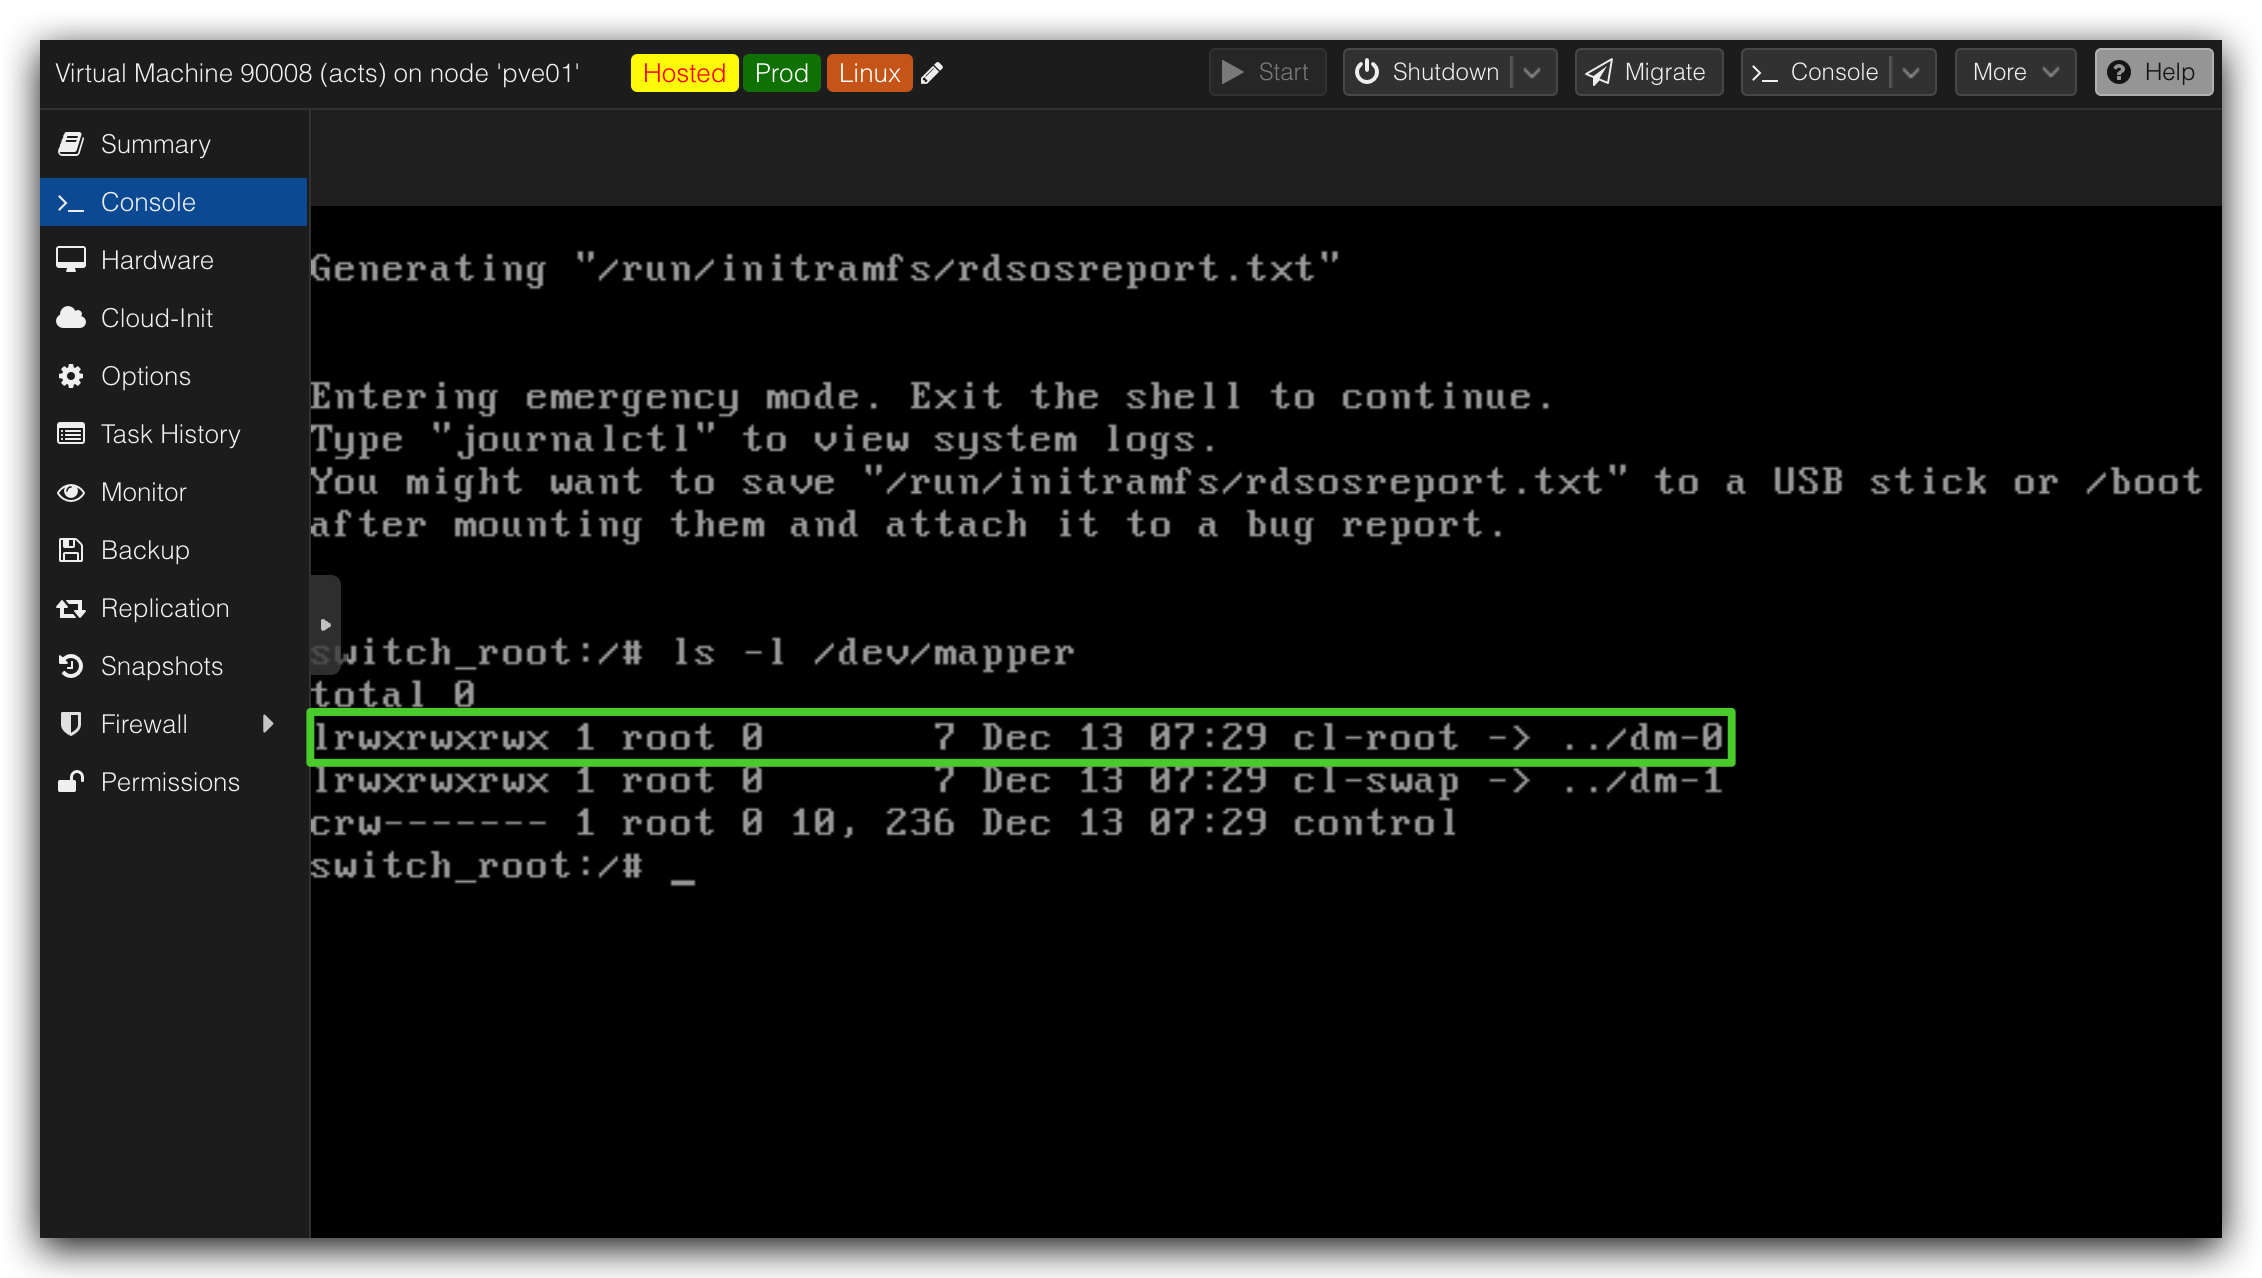 Virtual Machine 90008 (acts) on node 'pve01' Hosted Prod Linux Start Shutdown Migrate >_ Console More Help
Summary
>_ Console
Hardware
Cloud-Init
Options
Task History
Monitor
Backup
Replication
Snapshots
Firewall
Permissions
Generating "/run/initramfs/rdsosreport.txt"
Entering emergency mode. Exit the shell to continue.
Type "journalctl" to view system logs.
You might want to save "/run/initramfs/rdsosreport.txt" to a USB stick or /boot
after mounting them and attach it to a bug report.
switch_root:/# ls -l /dev/mapper
total 0
lrwxrwxrwx 1 root 0 7 Dec 13 07:29 cl-root -> ../dm-0
lrwxrwxrwx 1 root 0 7 Dec 13 07:29 cl-swap -> ../dm-1
crw------- 1 root 0 10, 236 Dec 13 07:29 control
switch_root:/# _